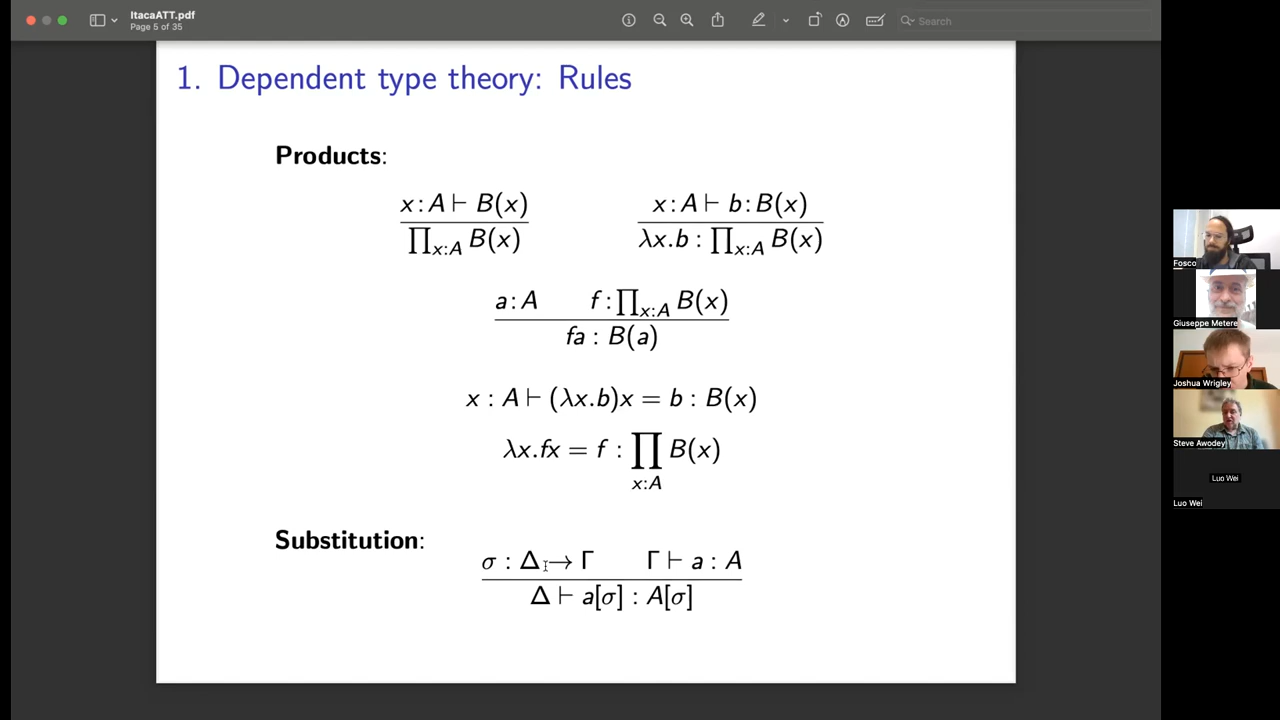 ItacaATT.pdf
Page 5 of 35
Search
1. Dependent type theory: Rules
Products:
x : A ⊢ B(x)
∏x:A B(x)
x : A ⊢ b : B(x)
λx.b : ∏x:A B(x)
a : A f : ∏x:A B(x)
fa : B(a)
x : A ⊢ (λx.b)x = b : B(x)
λx.fx = f : ∏ B(x)
x:A
Substitution:
σ : Δ → Γ Γ ⊢ a : A
Δ ⊢ a[σ] : A[σ]
Fosco
Giuseppe Metere
Joshua Wrigley
Steve Awodey
Luo Wei
Luo Wei